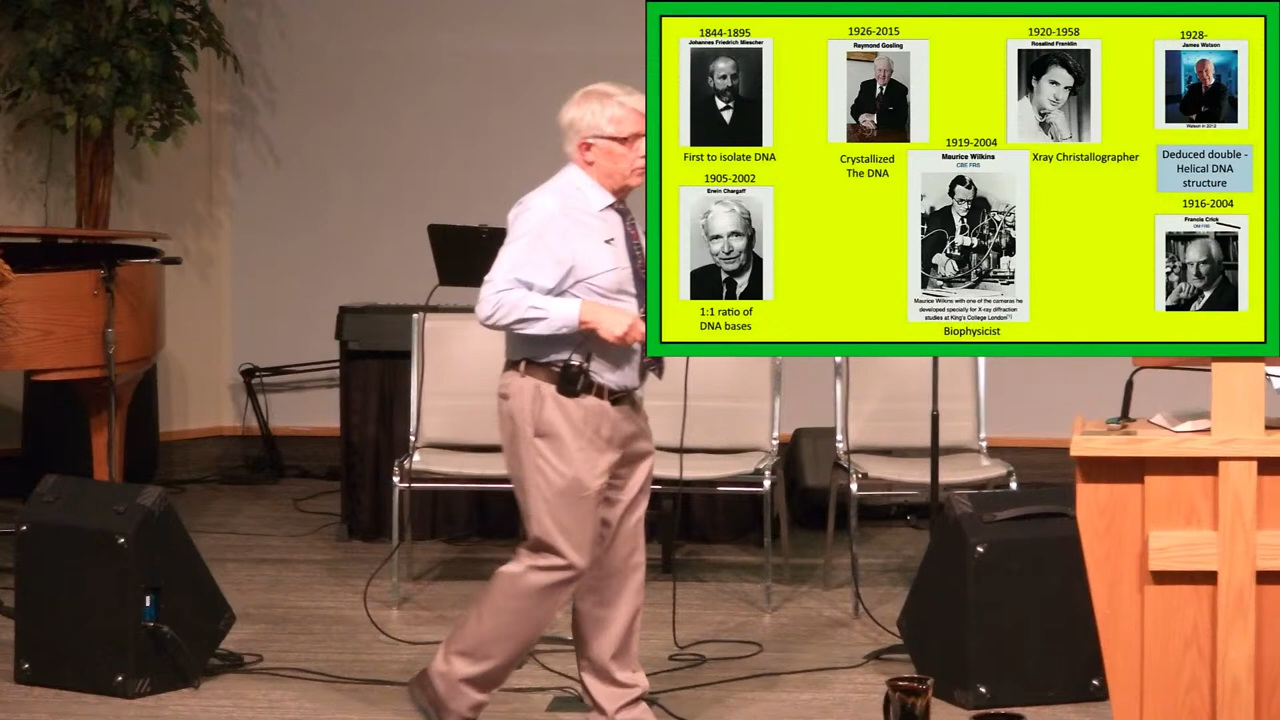 1844-1895
Johannes Friedrich Miescher
First to isolate DNA
1905-2002
Erwin Chargaff
1:1 ratio of
DNA bases
1926-2015
Raymond Gosling
Crystallized
The DNA
1919-2004
Maurice Wilkins
CBE FRS
Maurice Wilkins with one of the cameras he
developed specially for X-ray diffraction
studies at King's College London[1]
Biophysicist
1920-1958
Rosalind Franklin
Xray Christallographer
1928-
James Watson
Watson in 2012
Deduced double -
Helical DNA
structure
1916-2004
Francis Crick
OM FRS